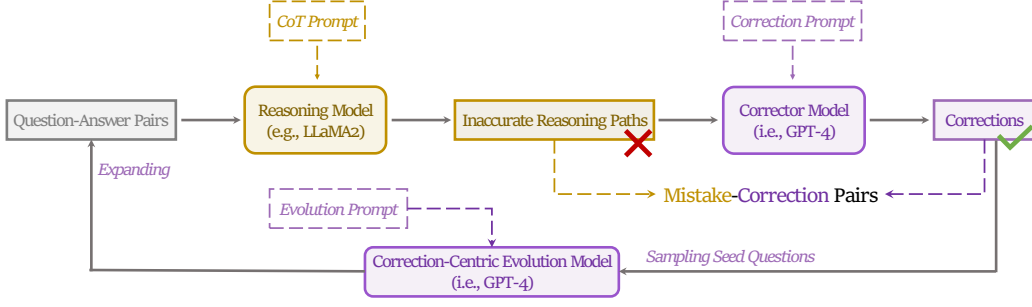 CoT Prompt
Correction Prompt
Question-Answer Pairs
Reasoning Model
(e.g., LLaMA2)
Inaccurate Reasoning Paths
Corrector Model
(i.e., GPT-4)
Corrections
Expanding
Evolution Prompt
Mistake-Correction Pairs
Correction-Centric Evolution Model
(i.e., GPT-4)
Sampling Seed Questions